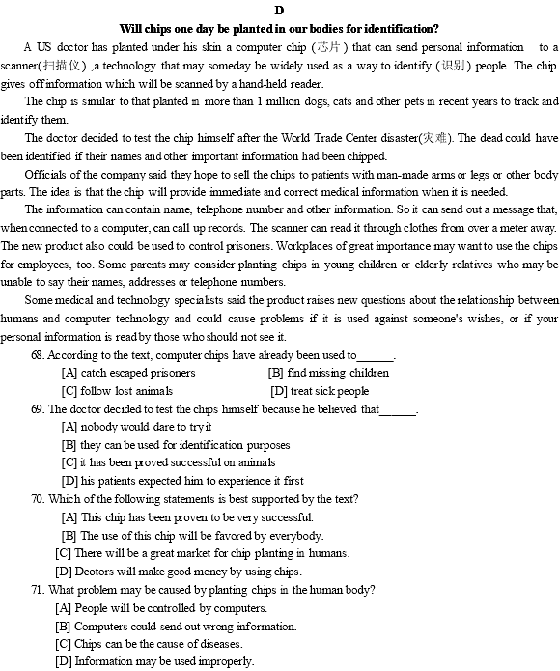 D
Will chips one day be planted in our bodies for identification?
A US doctor has planted under his skin a computer chip (芯片) that can send personal information to a
scanner(扫描仪) ,a technology that may someday be widely used as a way to identify (识别) people. The chip
gives off information which will be scanned by a hand-held reader.
The chip is similar to that planted in more than 1 million dogs, cats and other pets in recent years to track and
identify them.
The doctor decided to test the chip himself after the World Trade Center disaster(灾难). The dead could have
been identified if their names and other important information had been chipped.
Officials of the company said they hope to sell the chips to patients with man-made arms or legs or other body
parts. The idea is that the chip will provide immediate and correct medical information when it is needed.
The information can contain name, telephone number and other information. So it can send out a message that,
when connected to a computer, can call up records. The scanner can read it through clothes from over a meter away.
The new product also could be used to control prisoners. Workplaces of great importance may want to use the chips
for employees, too. Some parents may consider planting chips in young children or elderly relatives who may be
unable to say their names, addresses or telephone numbers.
Some medical and technology specialists said the product raises new questions about the relationship between
humans and computer technology and could cause problems if it is used against someone's wishes, or if your
personal information is read by those who should not see it.
68. According to the text, computer chips have already been used to______.
[A] catch escaped prisoners [B] find missing children
[C] follow lost animals [D] treat sick people
69. The doctor decided to test the chips himself because he believed that______.
[A] nobody would dare to try it
[B] they can be used for identification purposes
[C] it has been proved successful on animals
[D] his patients expected him to experience it first
70. Which of the following statements is best supported by the text?
[A] This chip has been proven to be very successful.
[B] The use of this chip will be favored by everybody.
[C] There will be a great market for chip planting in humans.
[D] Doctors will make good money by using chips.
71. What problem may be caused by planting chips in the human body?
[A] People will be controlled by computers.
[B] Computers could send out wrong information.
[C] Chips can be the cause of diseases.
[D] Information may be used improperly.